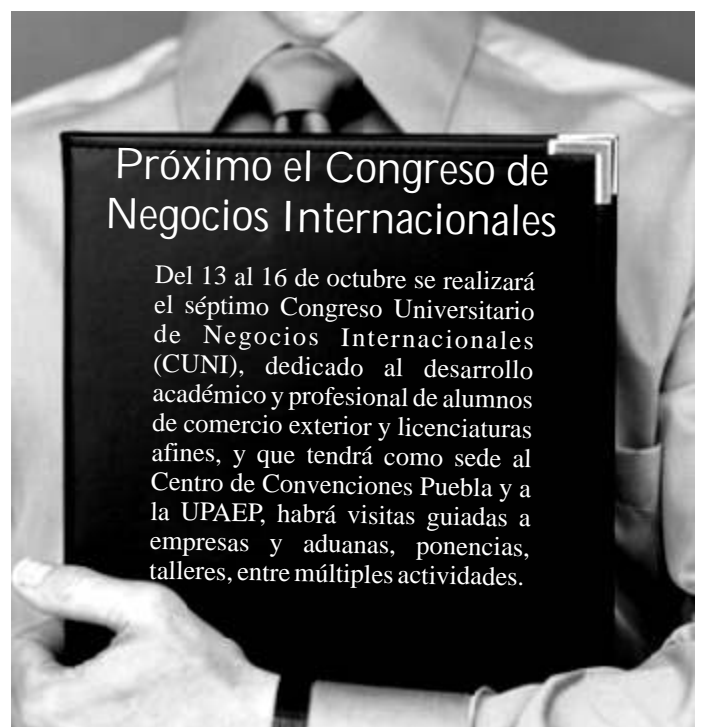 Próximo el Congreso de
Negocios Internacionales
Del 13 al 16 de octubre se realizará
el séptimo Congreso Universitario
de Negocios Internacionales
(CUNI), dedicado al desarrollo
académico y profesional de alumnos
de comercio exterior y licenciaturas
afines, y que tendrá como sede al
Centro de Convenciones Puebla y a
la UPAEP, habrá visitas guiadas a
empresas y aduanas, ponencias,
talleres, entre múltiples actividades.